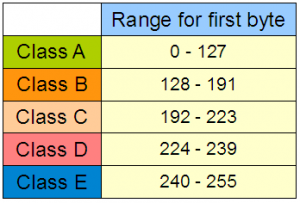 Range for first byte
Class A 0 - 127
Class B 128 - 191
Class C 192 - 223
Class D 224 - 239
Class E 240 - 255